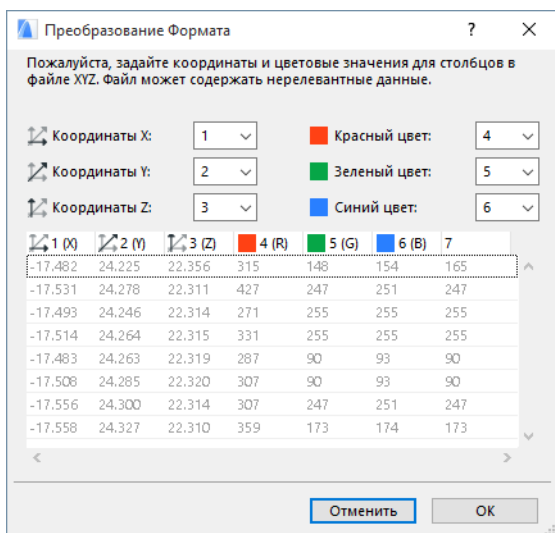 Преобразование Формата ?
Пожалуйста, задайте координаты и цветовые значения для столбцов в
файле XYZ. Файл может содержать нерелевантные данные.
Координаты X: 1 Красный цвет: 4
Координаты Y: 2 Зеленый цвет: 5
Координаты Z: 3 Синий цвет: 6
1 (X) 2 (Y) 3 (Z) 4 (R) 5 (G) 6 (B) 7
-17.482 24.225 22.356 315 148 154 165
-17.531 24.278 22.311 427 247 251 247
-17.493 24.246 22.314 271 255 255 255
-17.514 24.264 22.315 331 255 255 255
-17.483 24.263 22.319 287 90 93 90
-17.508 24.285 22.320 307 90 93 90
-17.556 24.300 22.314 307 247 251 247
-17.558 24.327 22.310 359 173 174 173
Отменить OK